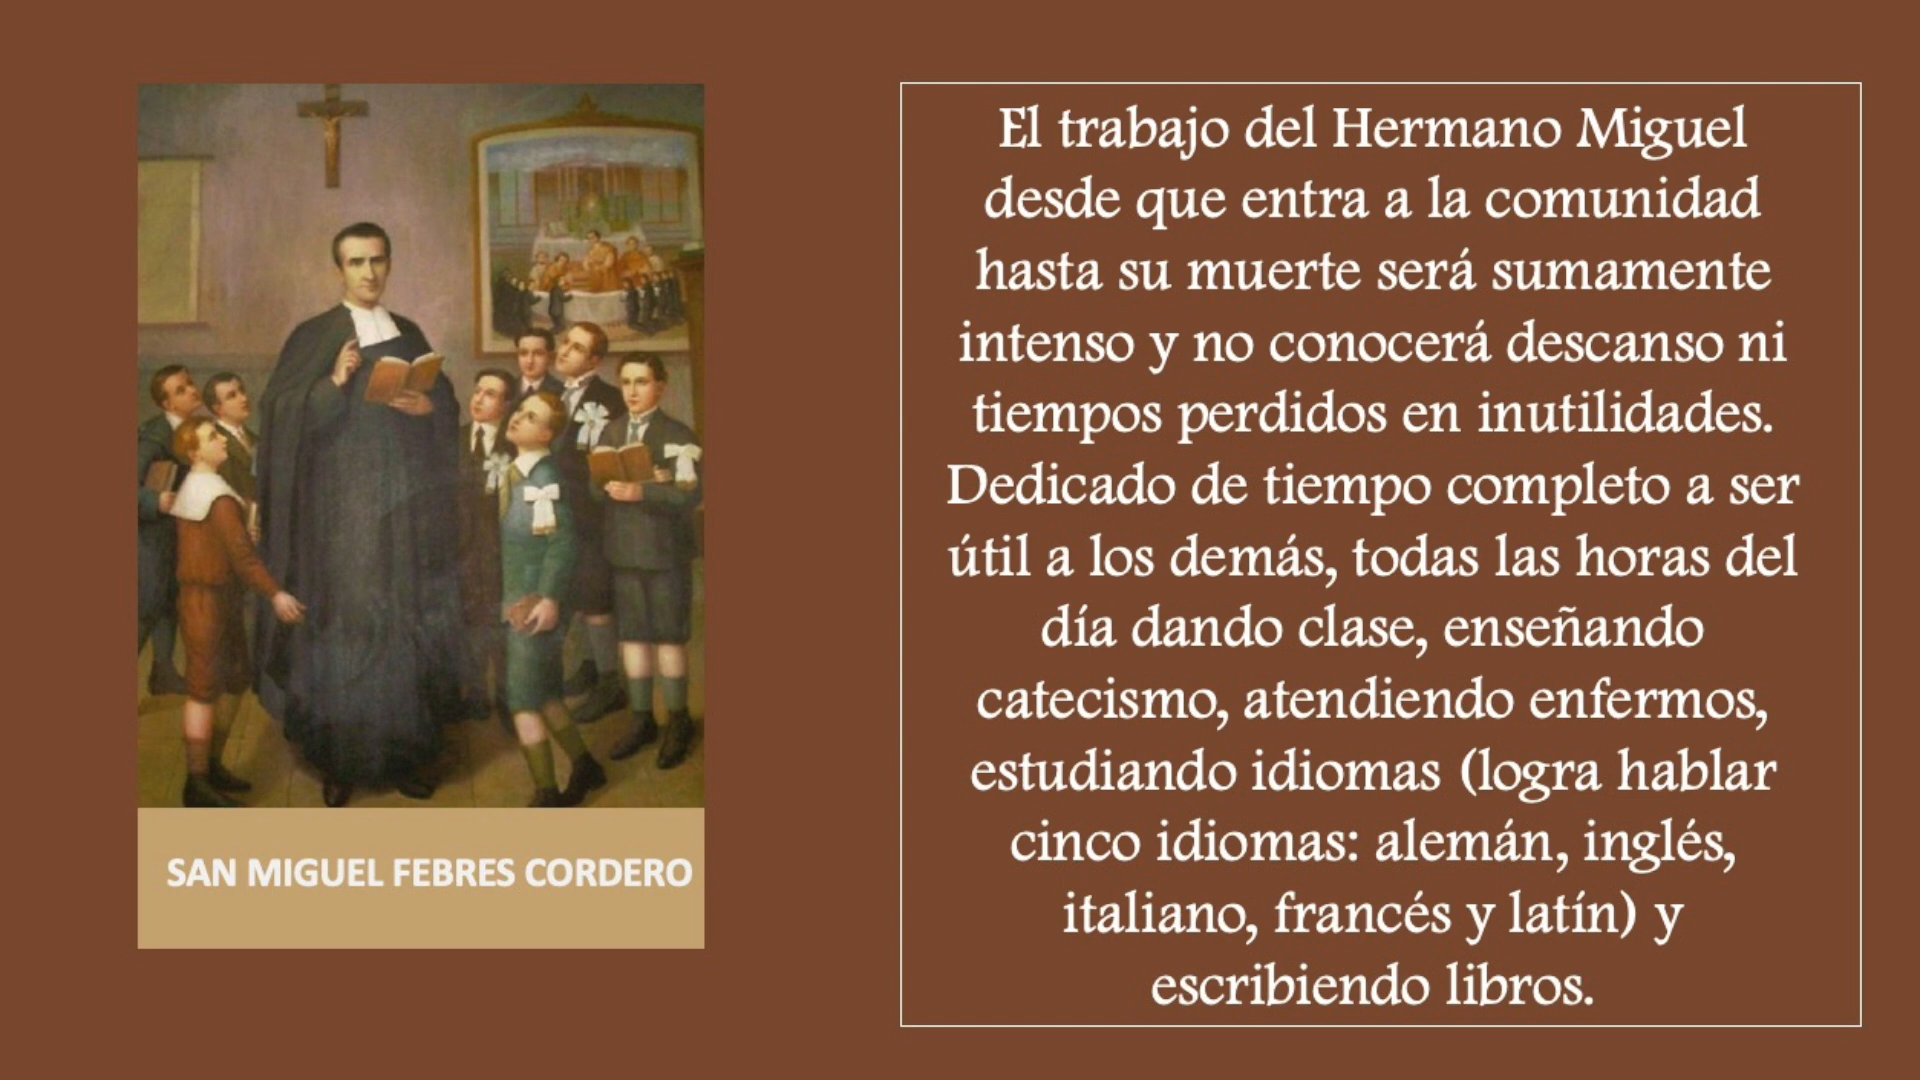 SAN MIGUEL FEBRES CORDERO
El trabajo del Hermano Miguel
desde que entra a la comunidad
hasta su muerte será sumamente
intenso y no conocerá descanso ni
tiempos perdidos en inutilidades.
Dedicado de tiempo completo a ser
útil a los demás, todas las horas del
día dando clase, enseñando
catecismo, atendiendo enfermos,
estudiando idiomas (logra hablar
cinco idiomas: alemán, inglés,
italiano, francés y latín) y
escribiendo libros.